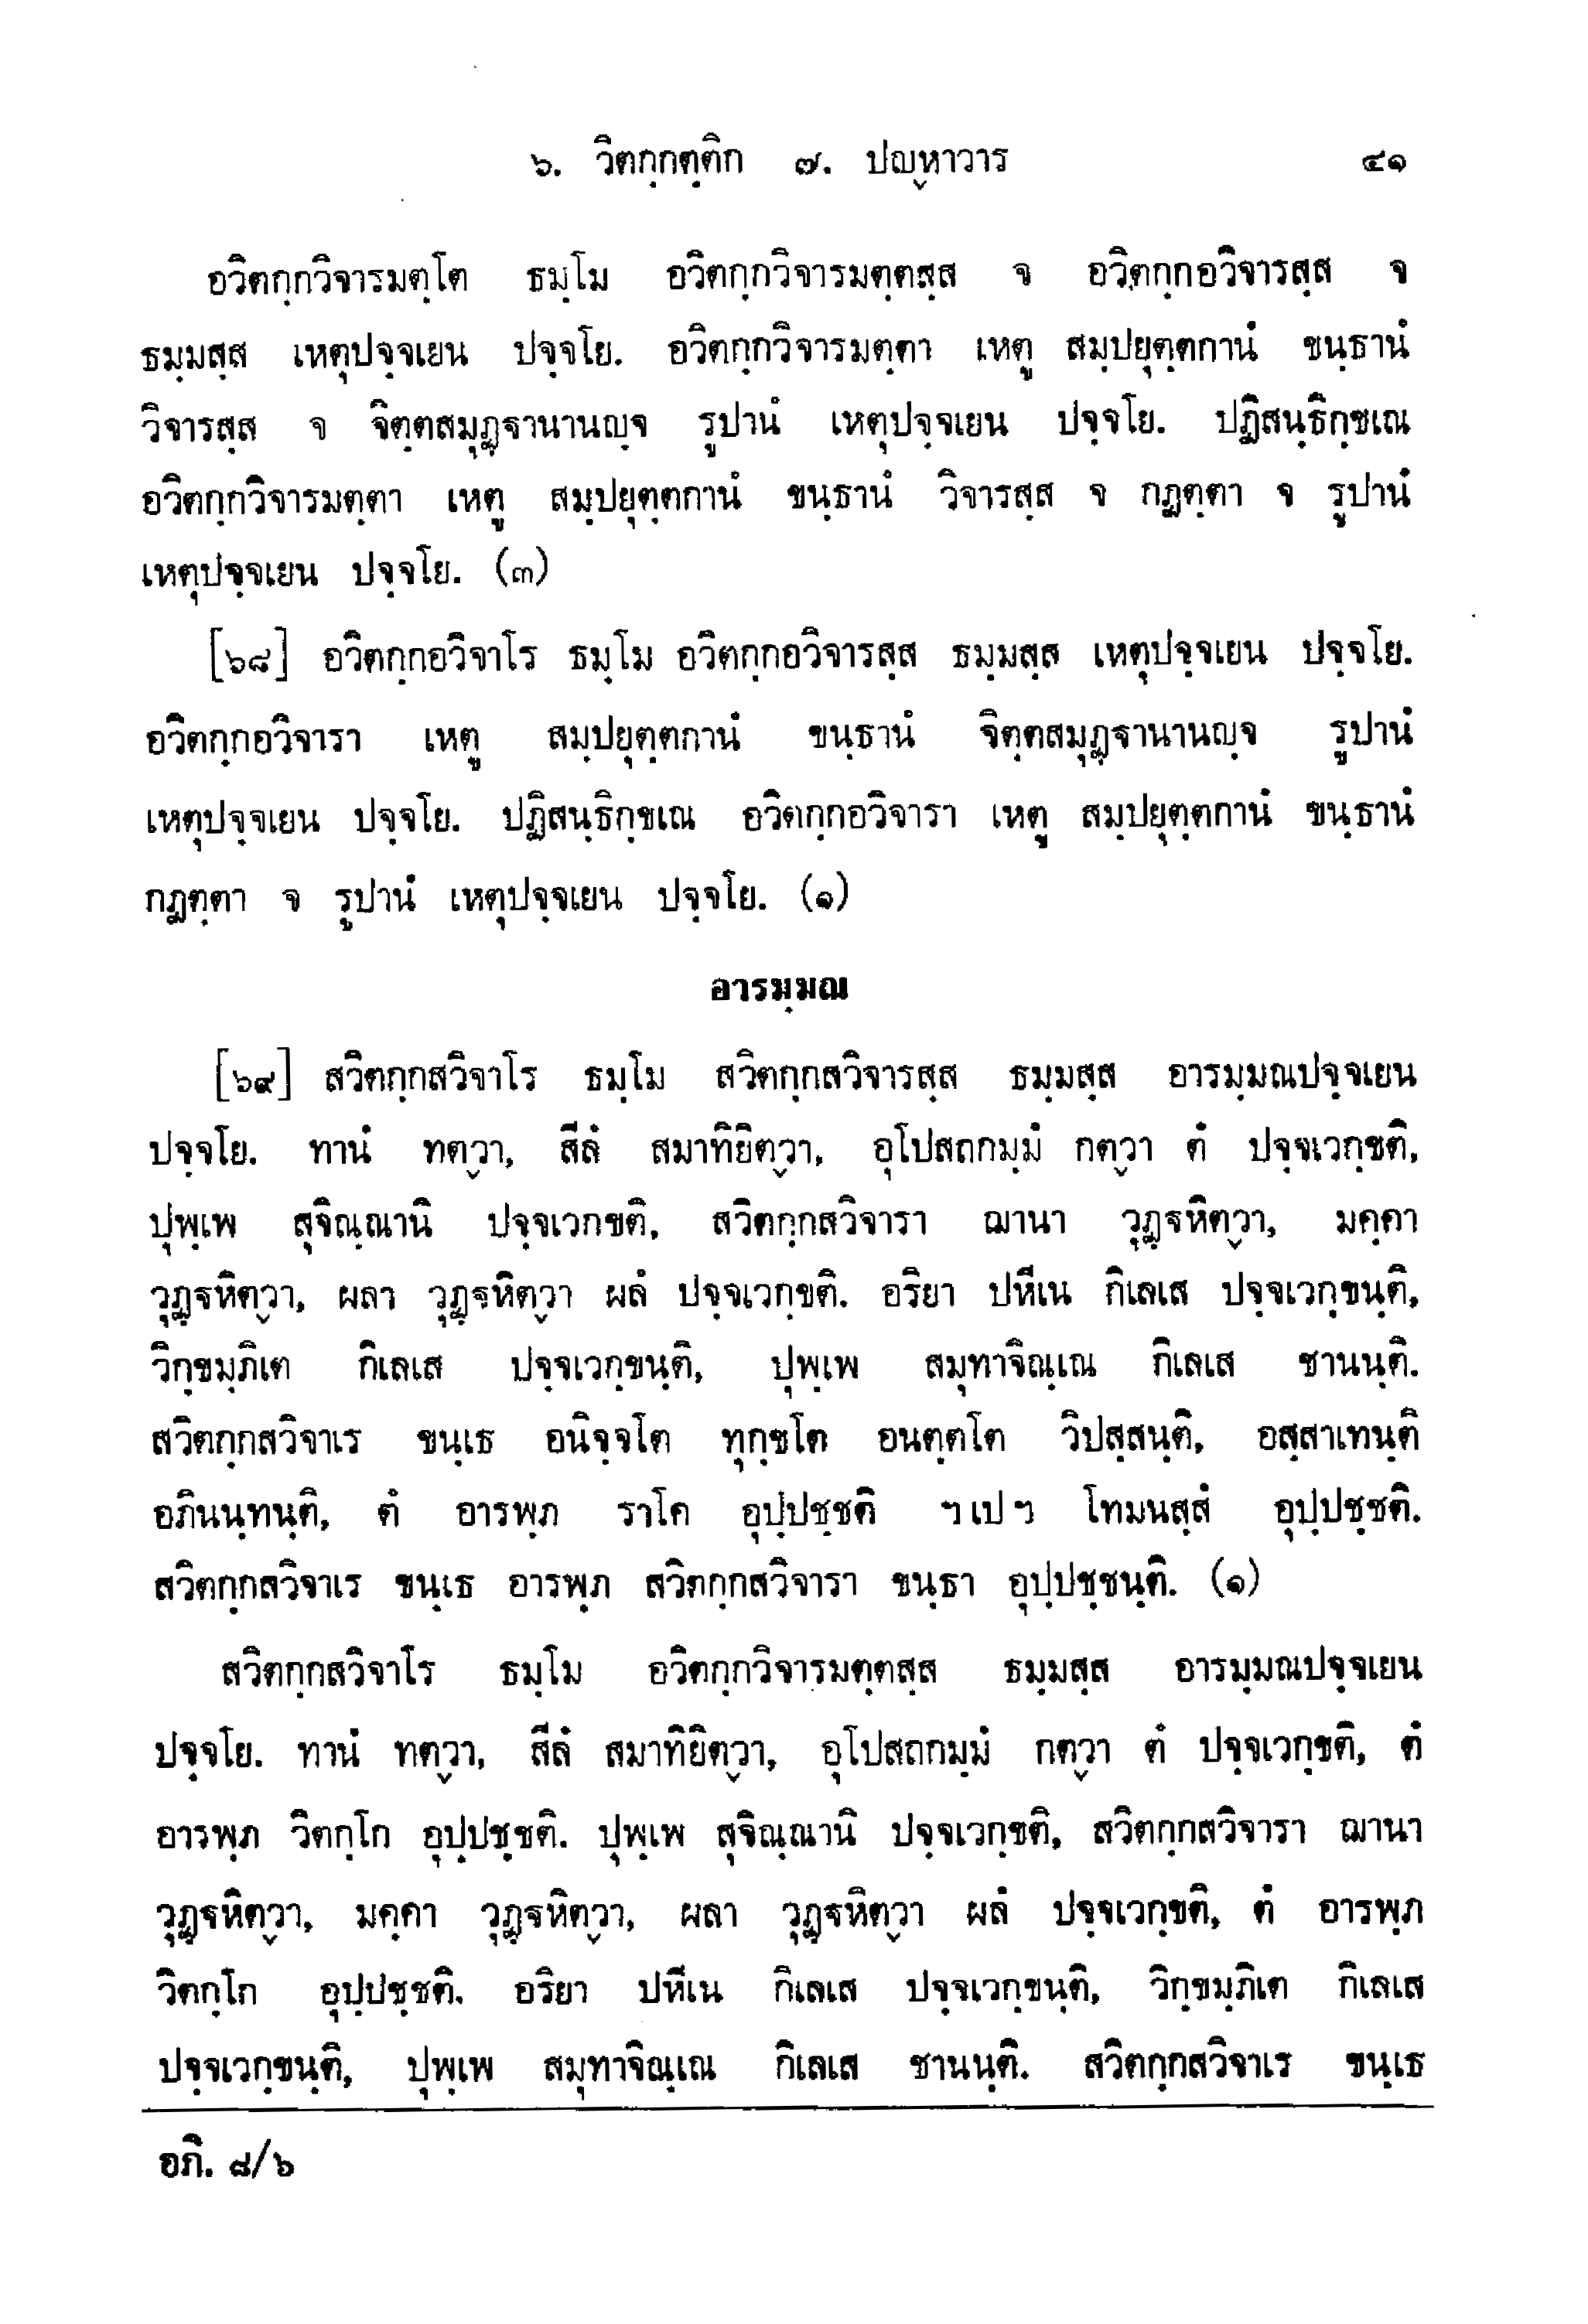 ๖. วิตกฺกตฺติก ๗. ปญฺหาวาร ๔๑
อวิตกฺกวิจารมตฺโต ธมฺโม อวิตกฺกวิจารมตฺตสฺส จ อวิตกฺกอวิจารสฺส จ
ธมฺมสฺส เหตุปจฺจเยน ปจฺจโย. อวิตกฺกวิจารมตฺตา เหตู สมฺปยุตฺตกานํ ขนฺธานํ
วิจารสฺส จ จิตฺตสมุฏฺฐานานญฺจ รูปานํ เหตุปจฺจเยน ปจฺจโย. ปฏิสนฺธิกฺขเณ
อวิตกฺกวิจารมตฺตา เหตู สมฺปยุตฺตกานํ ขนฺธานํ วิจารสฺส จ กฏตฺตา จ รูปานํ
เหตุปจฺจเยน ปจฺจโย. (๓)
[๖๘] อวิตกฺกอวิจาโร ธมฺโม อวิตกฺกอวิจารสฺส ธมฺมสฺส เหตุปจฺจเยน ปจฺจโย.
อวิตกฺกอวิจารา เหตู สมฺปยุตฺตกานํ ขนฺธานํ จิตฺตสมุฏฺฐานานญฺจ รูปานํ
เหตุปจฺจเยน ปจฺจโย. ปฏิสนฺธิกฺขเณ อวิตกฺกอวิจารา เหตู สมฺปยุตฺตกานํ ขนฺธานํ
กฏตฺตา จ รูปานํ เหตุปจฺจเยน ปจฺจโย. (๑)
อารมฺมณ
[๖๙] สวิตกฺกสวิจาโร ธมฺโม สวิตกฺกสวิจารสฺส ธมฺมสฺส อารมฺมณปจฺจเยน
ปจฺจโย. ทานํ ทตฺวา, สีลํ สมาทิยิตฺวา, อุโปสถกมฺมํ กตฺวา ตํ ปจฺจเวกฺขติ,
ปุพฺเพ สุจิณฺณานิ ปจฺจเวกขติ, สวิตกฺกสวิจารา ฌานา วุฏฺฐหิตฺวา, มคฺคา
วุฏฺฐหิตฺวา, ผลา วุฏฺฐหิตฺวา ผลํ ปจฺจเวกฺขติ. อริยา ปหีเน กิเลเส ปจฺจเวกฺขนฺติ,
วิกฺขมฺภิเต กิเลเส ปจฺจเวกฺขนฺติ, ปุพฺเพ สมุทาจิณฺเณ กิเลเส ชานนฺติ.
สวิตกฺกสวิจาเร ขนฺเธ อนิจฺจโต ทุกฺขโต อนตฺตโต วิปสฺสนฺติ, อสฺสาเทนฺติ
อภินนฺทนฺติ, ตํ อารพฺภ ราโค อุปฺปชฺชติ ฯเปฯ โทมนสฺสํ อุปฺปชฺชติ.
สวิตกฺกสวิจาเร ขนฺเธ อารพฺภ สวิตกฺกสวิจารา ขนฺธา อุปฺปชฺชนฺติ. (๑)
สวิตกฺกสวิจาโร ธมฺโม อวิตกฺกวิจารมตฺตสฺส ธมฺมสฺส อารมฺมณปจฺจเยน
ปจฺจโย. ทานํ ทตฺวา, สีลํ สมาทิยิตฺวา, อุโปสถกมฺมํ กตฺวา ตํ ปจฺจเวกฺขติ, ตํ
อารพฺภ วิตกฺโก อุปฺปชฺชติ. ปุพฺเพ สุจิณฺณานิ ปจฺจเวกฺขติ, สวิตกฺกสวิจารา ฌานา
วุฏฺฐหิตฺวา, มคฺคา วุฏฺฐหิตฺวา, ผลา วุฏฺฐหิตฺวา ผลํ ปจฺจเวกฺขติ, ตํ อารพฺภ
วิตกฺโก อุปฺปชฺชติ. อริยา ปหีเน กิเลเส ปจฺจเวกฺขนฺติ, วิกฺขมฺภิเต กิเลเส
ปจฺจเวกฺขนฺติ, ปุพฺเพ สมุทาจิณฺเณ กิเลเส ชานนฺติ. สวิตกฺกสวิจาเร ขนฺเธ
อภิ. ๘/๖